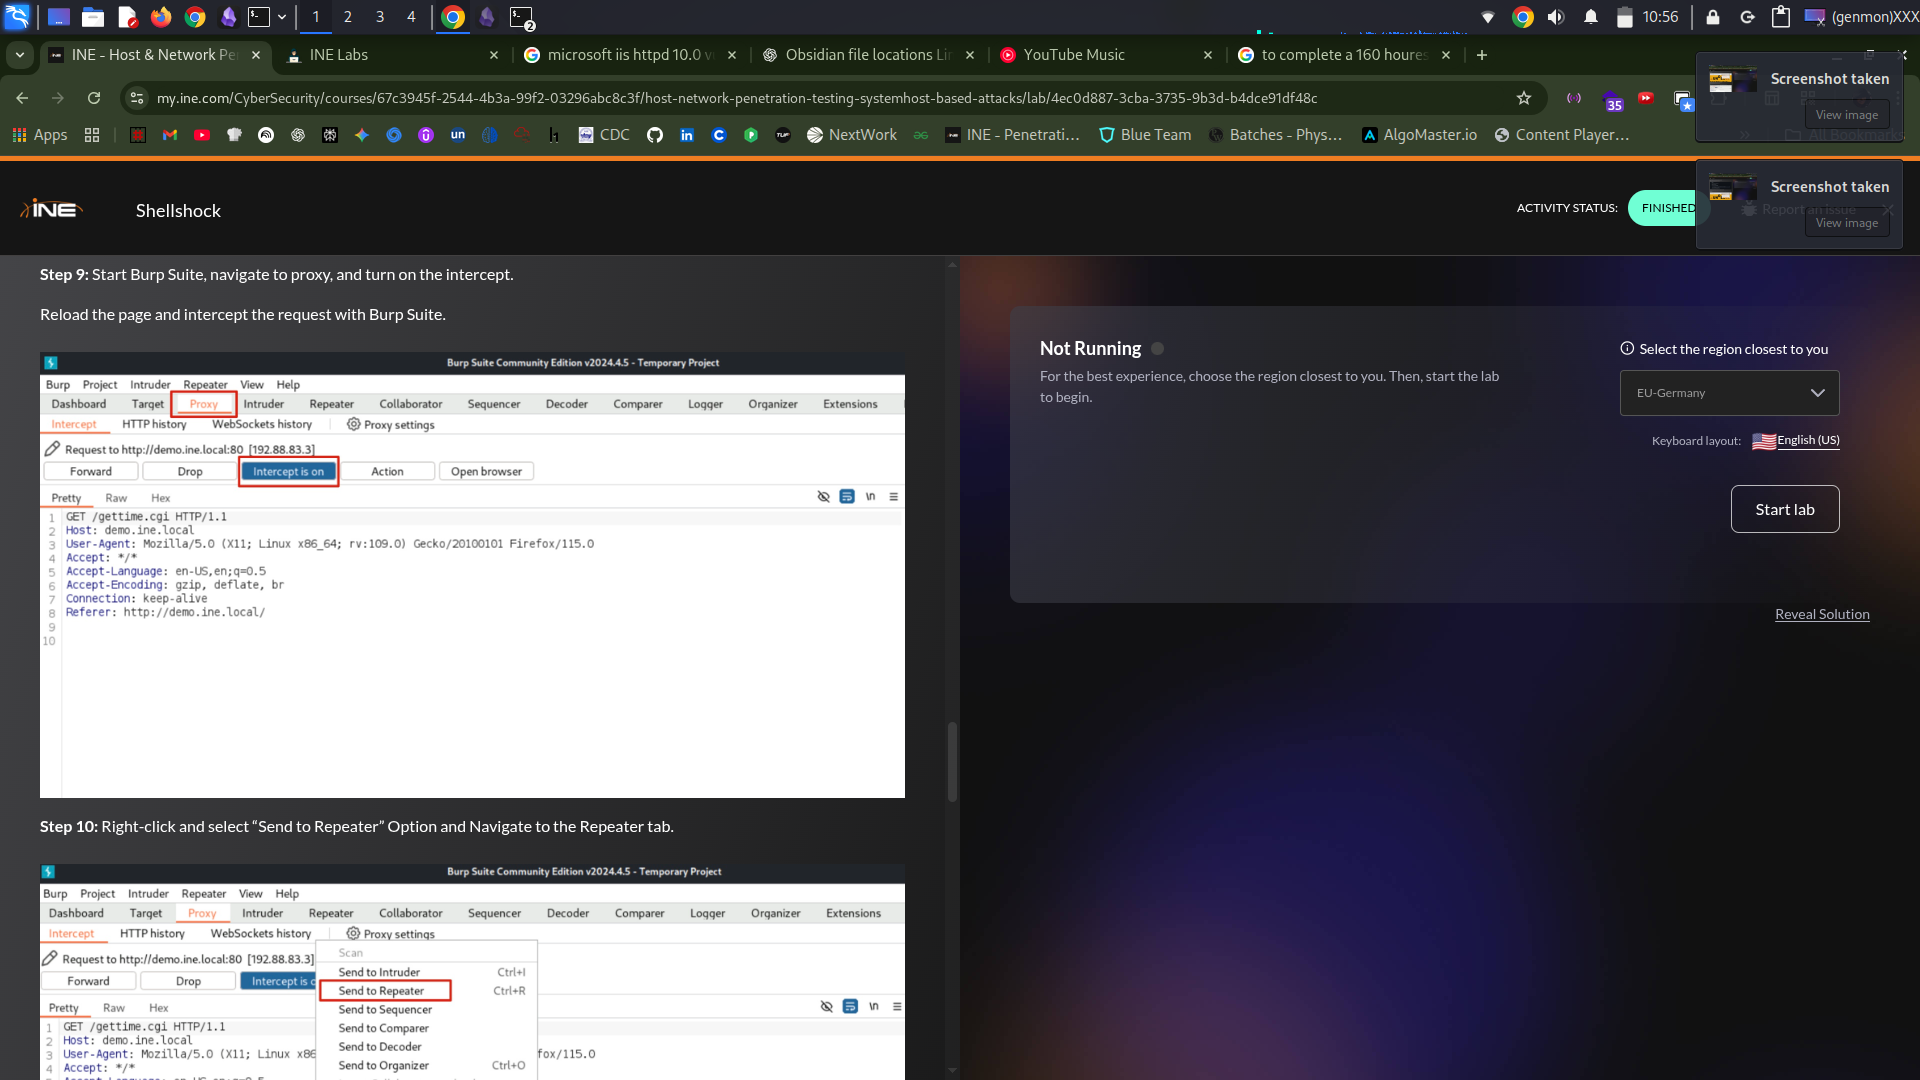 1
2
3
4
2
10:56
(genmon)XXX
INE - Host & Network Pe
INE Labs
microsoft iis httpd 10.0 v
Obsidian file locations Li
YouTube Music
to complete a 160 houres
my.ine.com/CyberSecurity/courses/67c3945f-2544-4b3a-99f2-03296abc8c3f/host-network-penetration-testing-systemhost-based-attacks/lab/4ec0d887-3cba-3735-9b3d-b4dce91df48c
35
Screenshot taken
View image
Apps
CDC
NextWork
INE - Penetrati...
Blue Team
Batches - Phys...
AlgoMaster.io
Content Player...
All Bookmarks
Screenshot taken
View image
INE
Shellshock
ACTIVITY STATUS:
FINISHED
Report an issue
Step 9: Start Burp Suite, navigate to proxy, and turn on the intercept.
Reload the page and intercept the request with Burp Suite.
Burp Suite Community Edition v2024.4.5 - Temporary Project
Burp Project Intruder Repeater View Help
Dashboard Target Proxy Intruder Repeater Collaborator Sequencer Decoder Comparer Logger Organizer Extensions
Intercept HTTP history WebSockets history Proxy settings
Request to http://demo.ine.local:80 [192.88.83.3]
Forward Drop Intercept is on Action Open browser
Pretty Raw Hex \n
1 GET /gettime.cgi HTTP/1.1
2 Host: demo.ine.local
3 User-Agent: Mozilla/5.0 (X11; Linux x86_64; rv:109.0) Gecko/20100101 Firefox/115.0
4 Accept: */*
5 Accept-Language: en-US,en;q=0.5
6 Accept-Encoding: gzip, deflate, br
7 Connection: keep-alive
8 Referer: http://demo.ine.local/
9
10
Step 10: Right-click and select “Send to Repeater” Option and Navigate to the Repeater tab.
Burp Suite Community Edition v2024.4.5 - Temporary Project
Burp Project Intruder Repeater View Help
Dashboard Target Proxy Intruder Repeater Collaborator Sequencer Decoder Comparer Logger Organizer Extensions
Intercept HTTP history WebSockets history Proxy settings
Request to http://demo.ine.local:80 [192.88.83.3]
Forward Drop Intercept is o
Pretty Raw Hex \n
Scan
Send to Intruder Ctrl+I
Send to Repeater Ctrl+R
Send to Sequencer
Send to Comparer
Send to Decoder
Send to Organizer Ctrl+O
1 GET /gettime.cgi HTTP/1.1
2 Host: demo.ine.local
3 User-Agent: Mozilla/5.0 (X11; Linux x86 fox/115.0
4 Accept: */*
Not Running
For the best experience, choose the region closest to you. Then, start the lab
to begin.
Select the region closest to you
EU-Germany
Keyboard layout: English (US)
Start lab
Reveal Solution